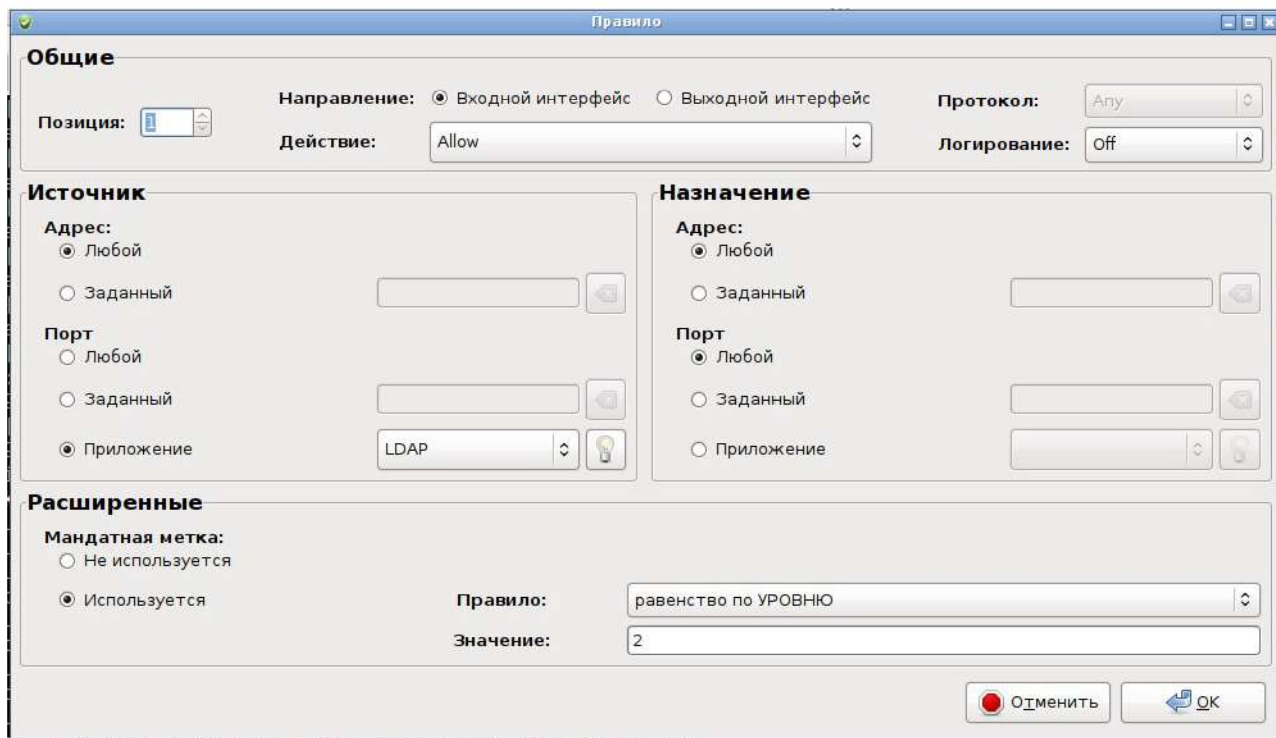 Правило
Общие
Позиция: 1
Направление: Входной интерфейс Выходной интерфейс
Протокол: Any
Действие: Allow
Логирование: Off
Источник
Адрес:
Любой
Заданный
Порт
Любой
Заданный
Приложение LDAP
Назначение
Адрес:
Любой
Заданный
Порт
Любой
Заданный
Приложение
Расширенные
Мандатная метка:
Не используется
Используется
Правило: равенство по УРОВНЮ
Значение: 2
Отменить
OK